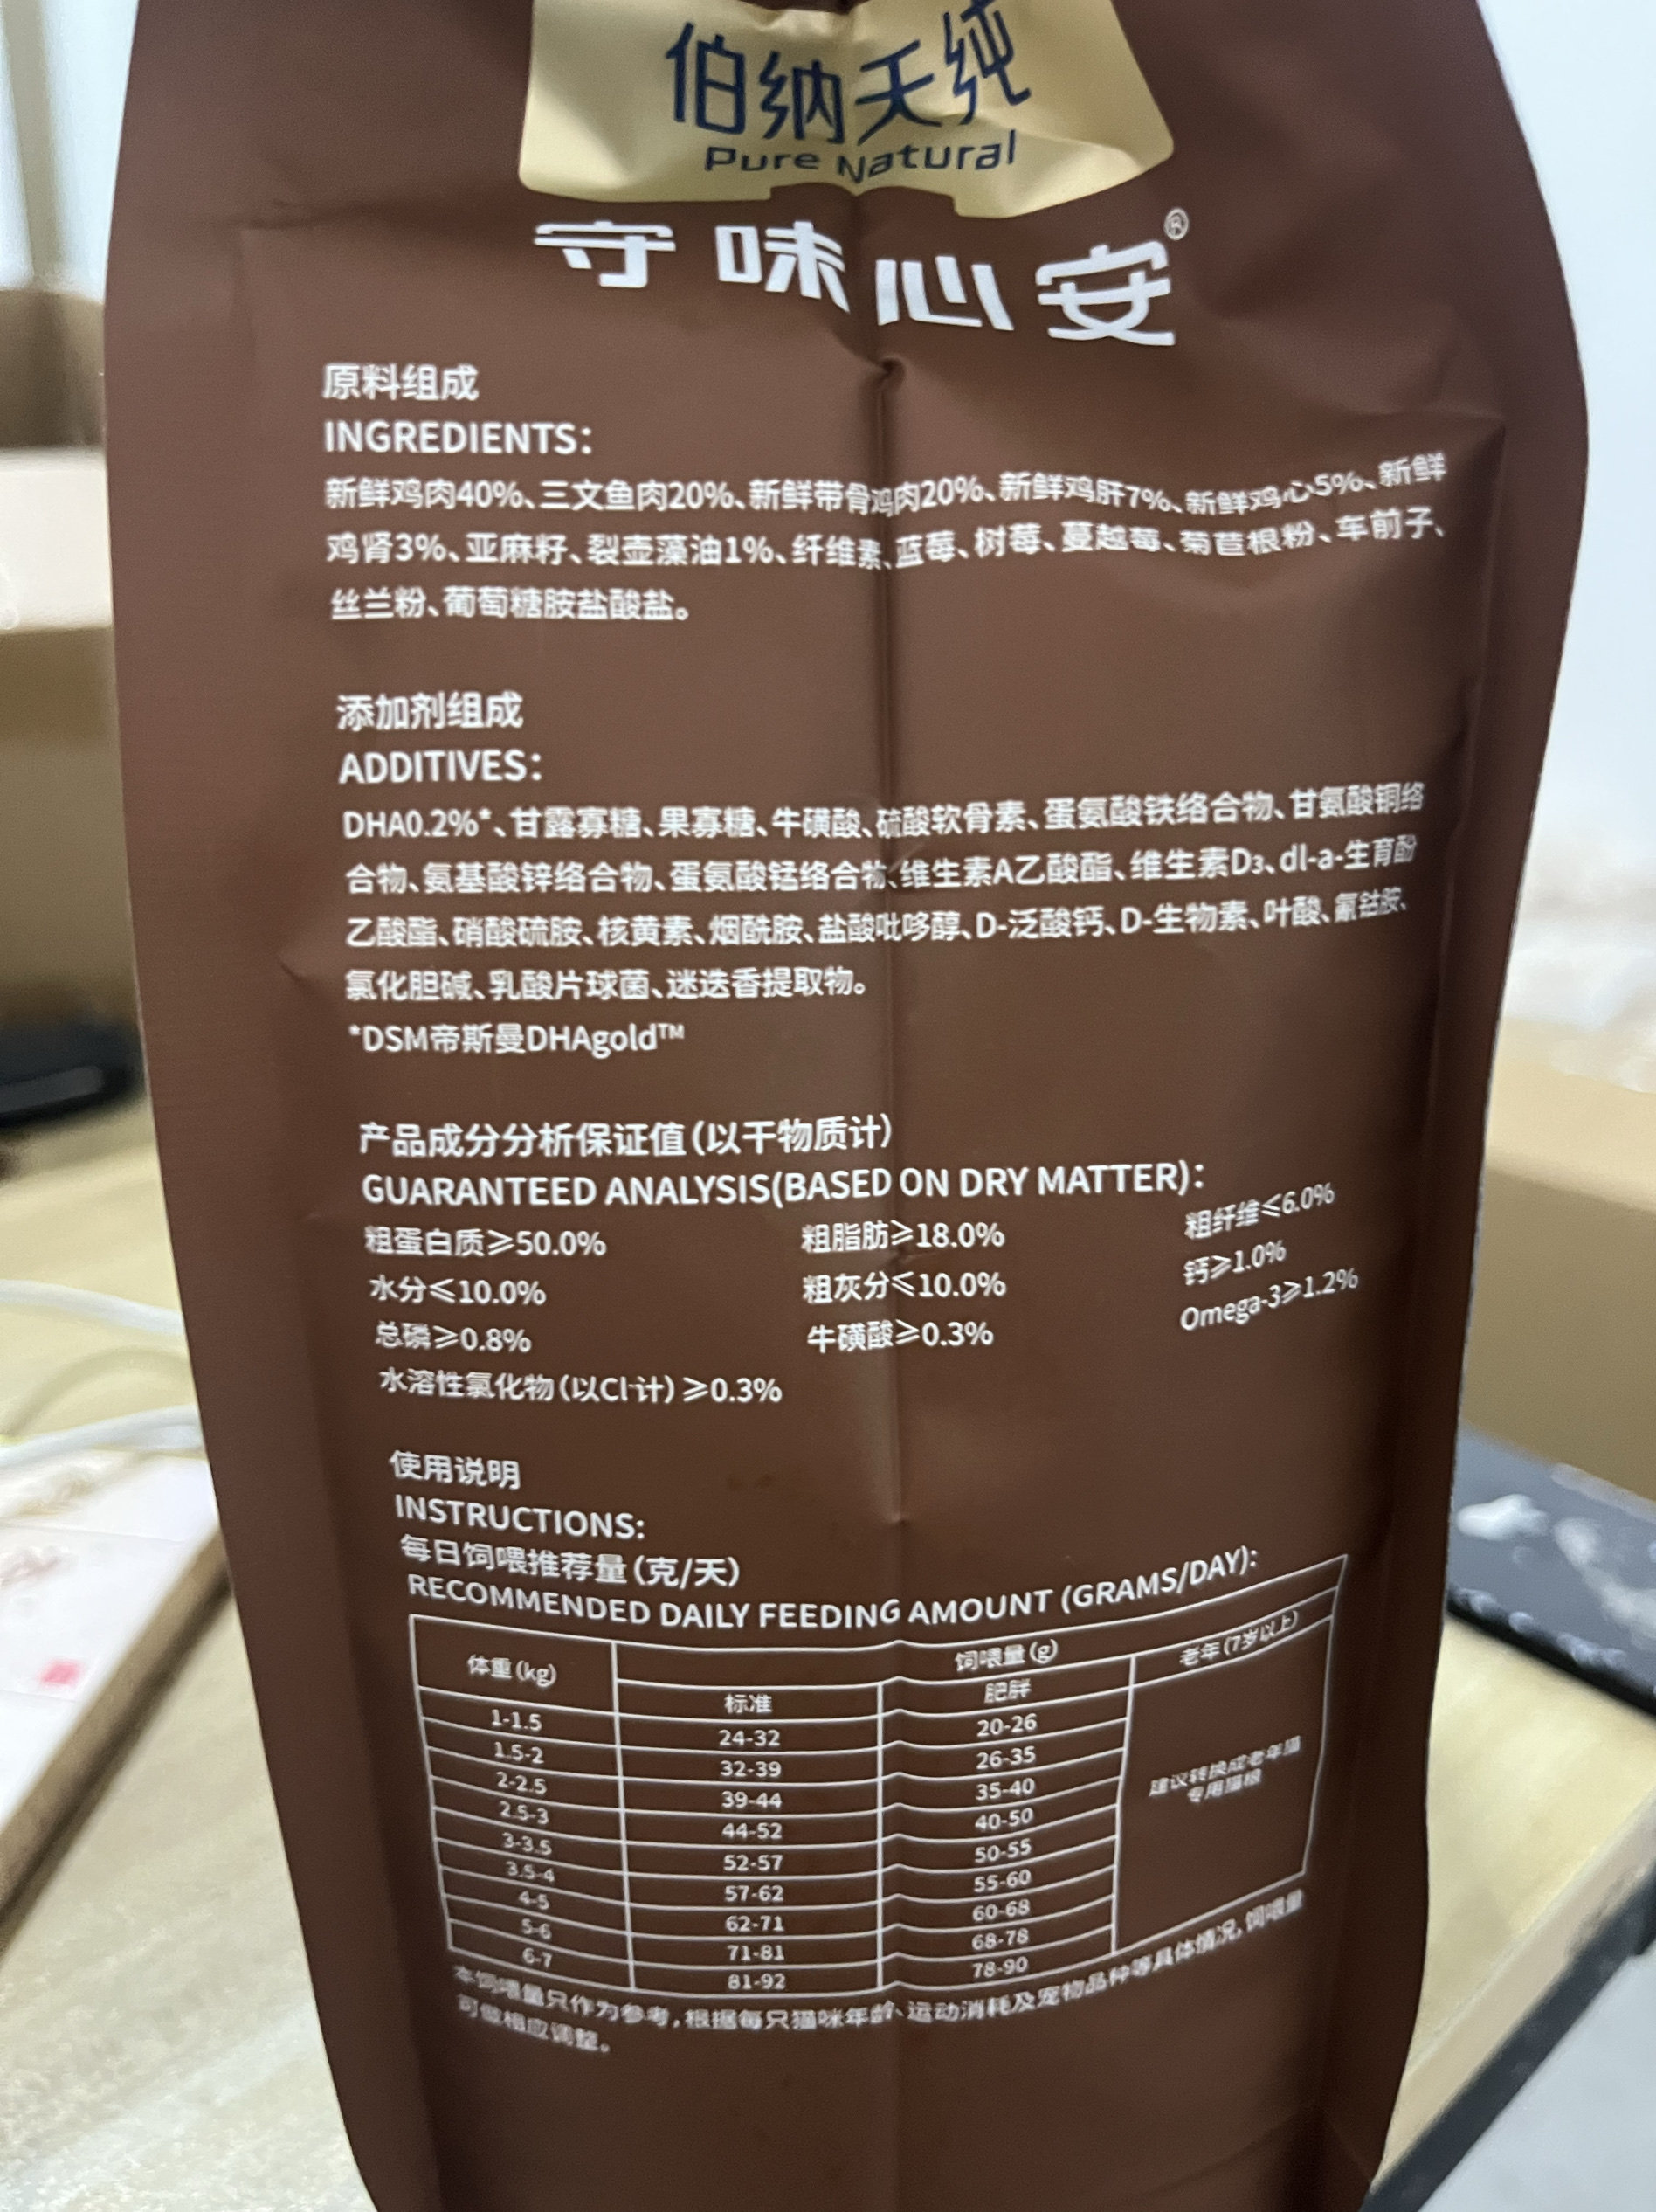 伯纳天纯
Pure Natural
守味心安®
原料组成
INGREDIENTS：
新鲜鸡肉40%、三文鱼肉20%、新鲜带骨鸡肉20%、新鲜鸡肝7%、新鲜鸡心5%、新鲜
鸡肾3%、亚麻籽、裂壶藻油1%、纤维素、蓝莓、树莓、蔓越莓、菊苣根粉、车前子、
丝兰粉、葡萄糖胺盐酸盐。
添加剂组成
ADDITIVES：
DHA0.2%*、甘露寡糖、果寡糖、牛磺酸、硫酸软骨素、蛋氨酸铁络合物、甘氨酸铜络
合物、氨基酸锌络合物、蛋氨酸锰络合物、维生素A乙酸酯、维生素D₃、dl-a-生育酚
乙酸酯、硝酸硫胺、核黄素、烟酰胺、盐酸吡哆醇、D-泛酸钙、D-生物素、叶酸、氰钴胺、
氯化胆碱、乳酸片球菌、迷迭香提取物。
*DSM帝斯曼DHAgold™
产品成分分析保证值（以干物质计）
GUARANTEED ANALYSIS(BASED ON DRY MATTER)：
粗蛋白质≥50.0% 粗脂肪≥18.0% 粗纤维≤6.0%
水分≤10.0% 粗灰分≤10.0% 钙≥1.0%
总磷≥0.8% 牛磺酸≥0.3% Omega-3≥1.2%
水溶性氯化物（以Cl⁻计）≥0.3%
使用说明
INSTRUCTIONS:
每日饲喂推荐量（克/天）
RECOMMENDED DAILY FEEDING AMOUNT (GRAMS/DAY):
体重(kg) 饲喂量(g)
标准 肥胖 老年（7岁以上）
1-1.5 24-32 20-26
1.5-2 32-39 26-35
2-2.5 39-44 35-40
2.5-3 44-52 40-50
3-3.5 52-57 50-55
3.5-4 57-62 55-60
4-5 62-71 60-68
5-6 71-81 68-78
6-7 81-92 78-90
建议转换成老年猫
专用猫粮
本饲喂量只作为参考，根据每只猫咪年龄、运动消耗及宠物品种等具体情况，饲喂量
可做相应调整。